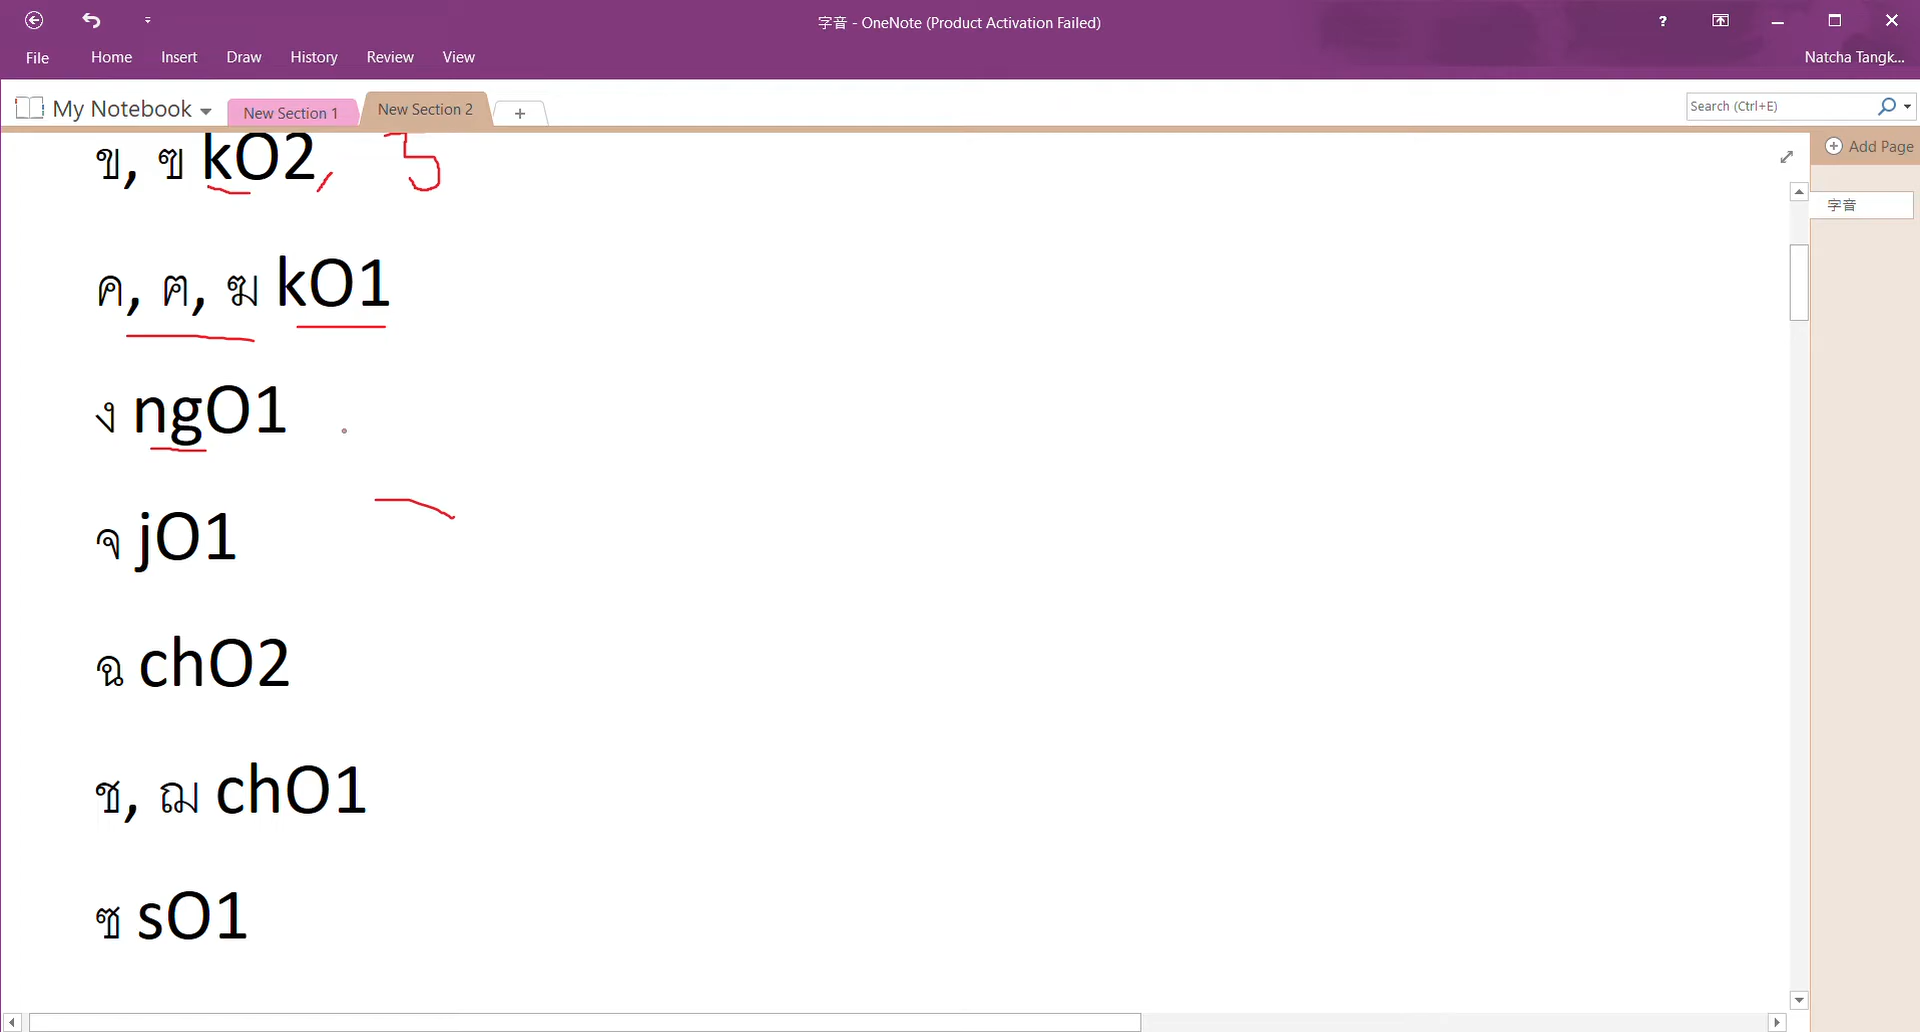 字音 - OneNote (Product Activation Failed)
?
File Home Insert Draw History Review View
Natcha Tangk...
My Notebook
New Section 1
New Section 2
+
Search (Ctrl+E)
Add Page
字音
ข, ฃ kO2, 5
ค, ฅ, ฆ kO1
ง ngO1
จ jO1
ฉ chO2
ช, ฌ chO1
ซ sO1